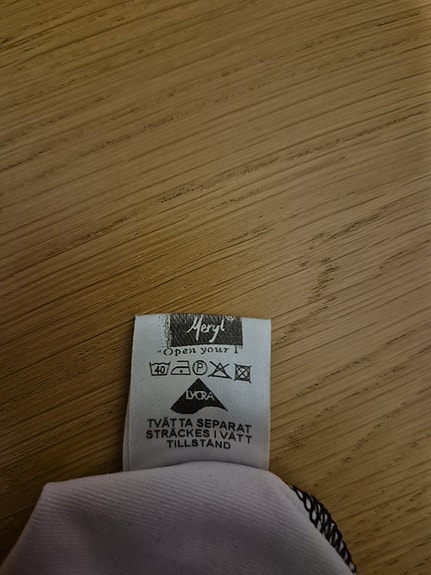 Meryl®
"Open your
40 P
LYCRA
TVÄTTA SEPARAT
STRÄCKES I VÅTT
TILLSTÅND